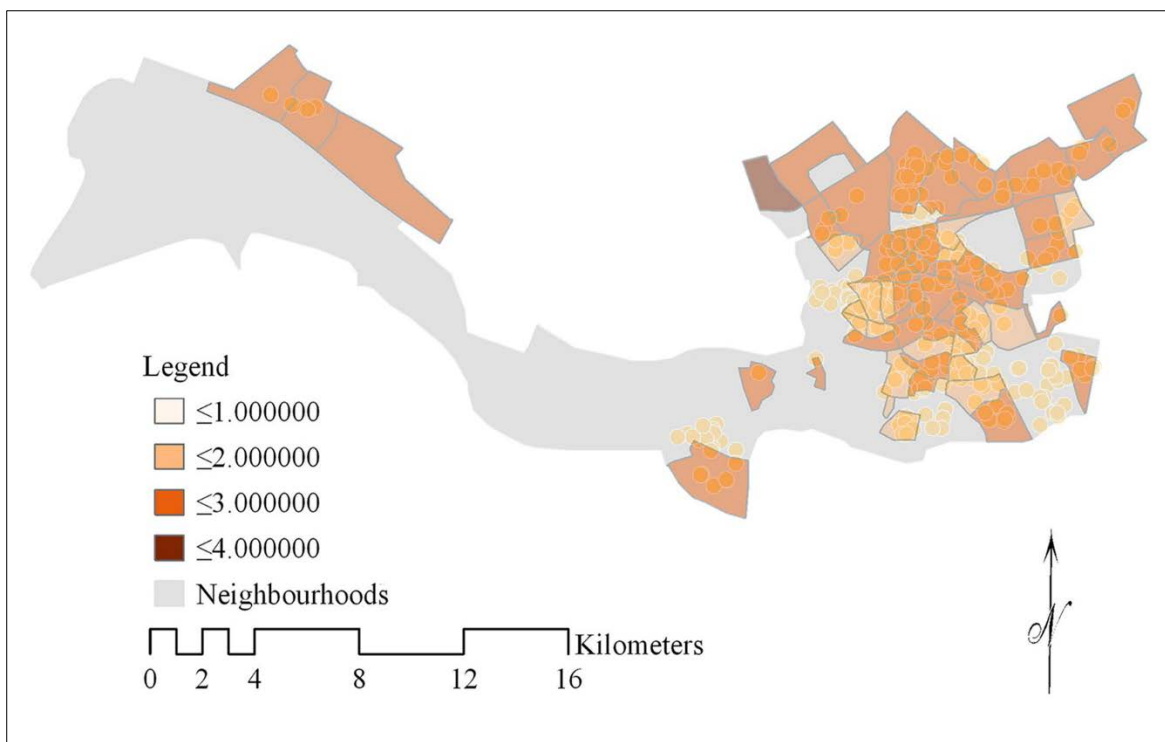 Legend
≤1.000000
≤2.000000
≤3.000000
≤4.000000
Neighbourhoods
Kilometers
0 2 4 8 12 16
N